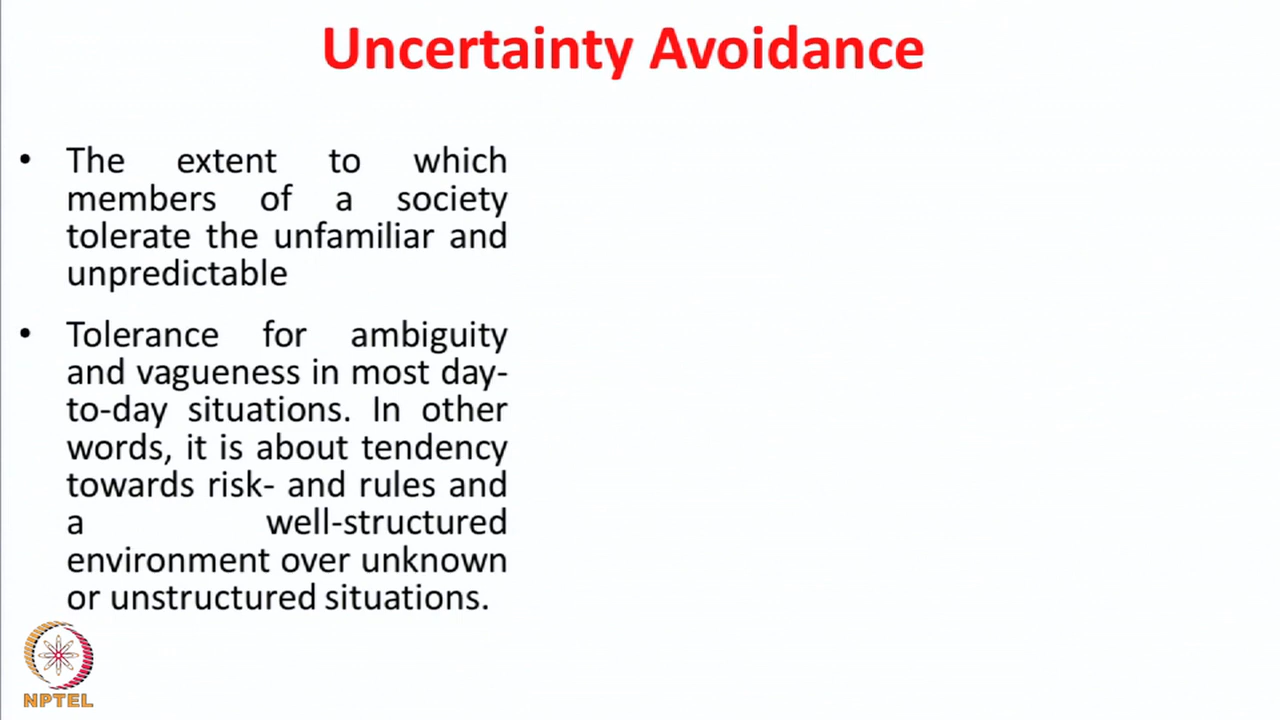 Uncertainty Avoidance
• The extent to which
members of a society
tolerate the unfamiliar and
unpredictable
• Tolerance for ambiguity
and vagueness in most day-
to-day situations. In other
words, it is about tendency
towards risk- and rules and
a well-structured
environment over unknown
or unstructured situations.
NPTEL